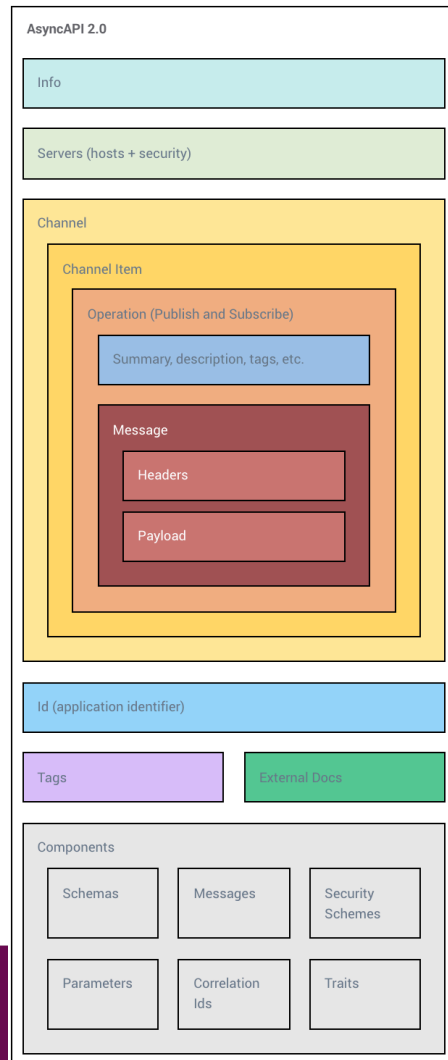 AsyncAPI 2.0
Info
Servers (hosts + security)
Channel
Channel Item
Operation (Publish and Subscribe)
Summary, description, tags, etc.
Message
Headers
Payload
Id (application identifier)
Tags
External Docs
Components
Schemas
Messages
Security
Schemes
Parameters
Correlation
Ids
Traits